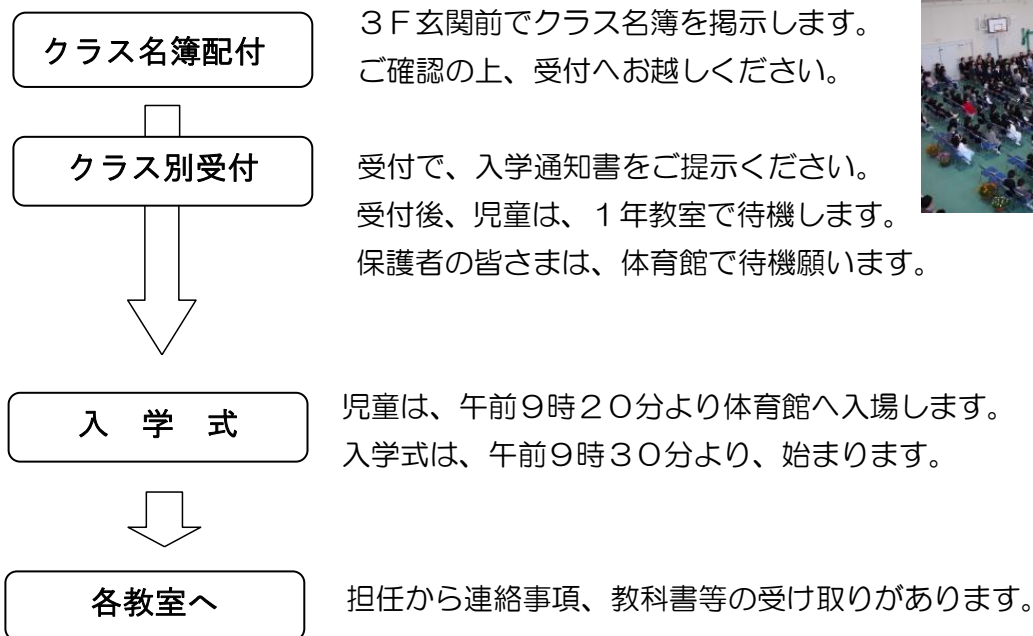 クラス名簿配付
３Ｆ玄関前でクラス名簿を掲示します。
ご確認の上、受付へお越しください。
クラス別受付
受付で、入学通知書をご提示ください。
受付後、児童は、１年教室で待機します。
保護者の皆さまは、体育館で待機願います。
入　学　式
児童は、午前９時２０分より体育館へ入場します。
入学式は、午前９時３０分より、始まります。
各教室へ
担任から連絡事項、教科書等の受け取りがあります。